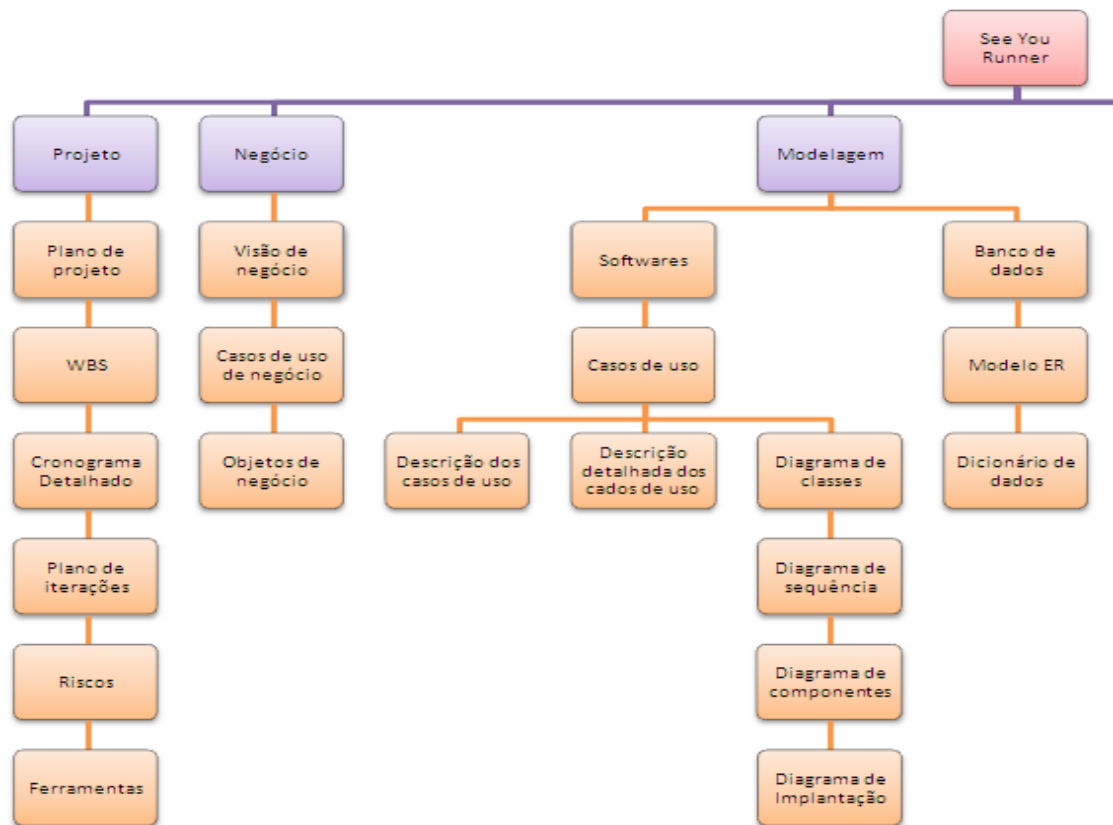 See You
Runner
Projeto
Negócio
Modelagem
Plano de
projeto
Visão de
negócio
Softwares
Banco de
dados
WBS
Casos de uso
de negócio
Casos de uso
Modelo ER
Cronograma
Detalhado
Objetos de
negócio
Descrição dos
casos de uso
Descrição
detalhada dos
cados de uso
Diagrama de
classes
Dicionário de
dados
Plano de
iterações
Diagrama de
sequência
Riscos
Diagrama de
componentes
Ferramentas
Diagrama de
Implantação